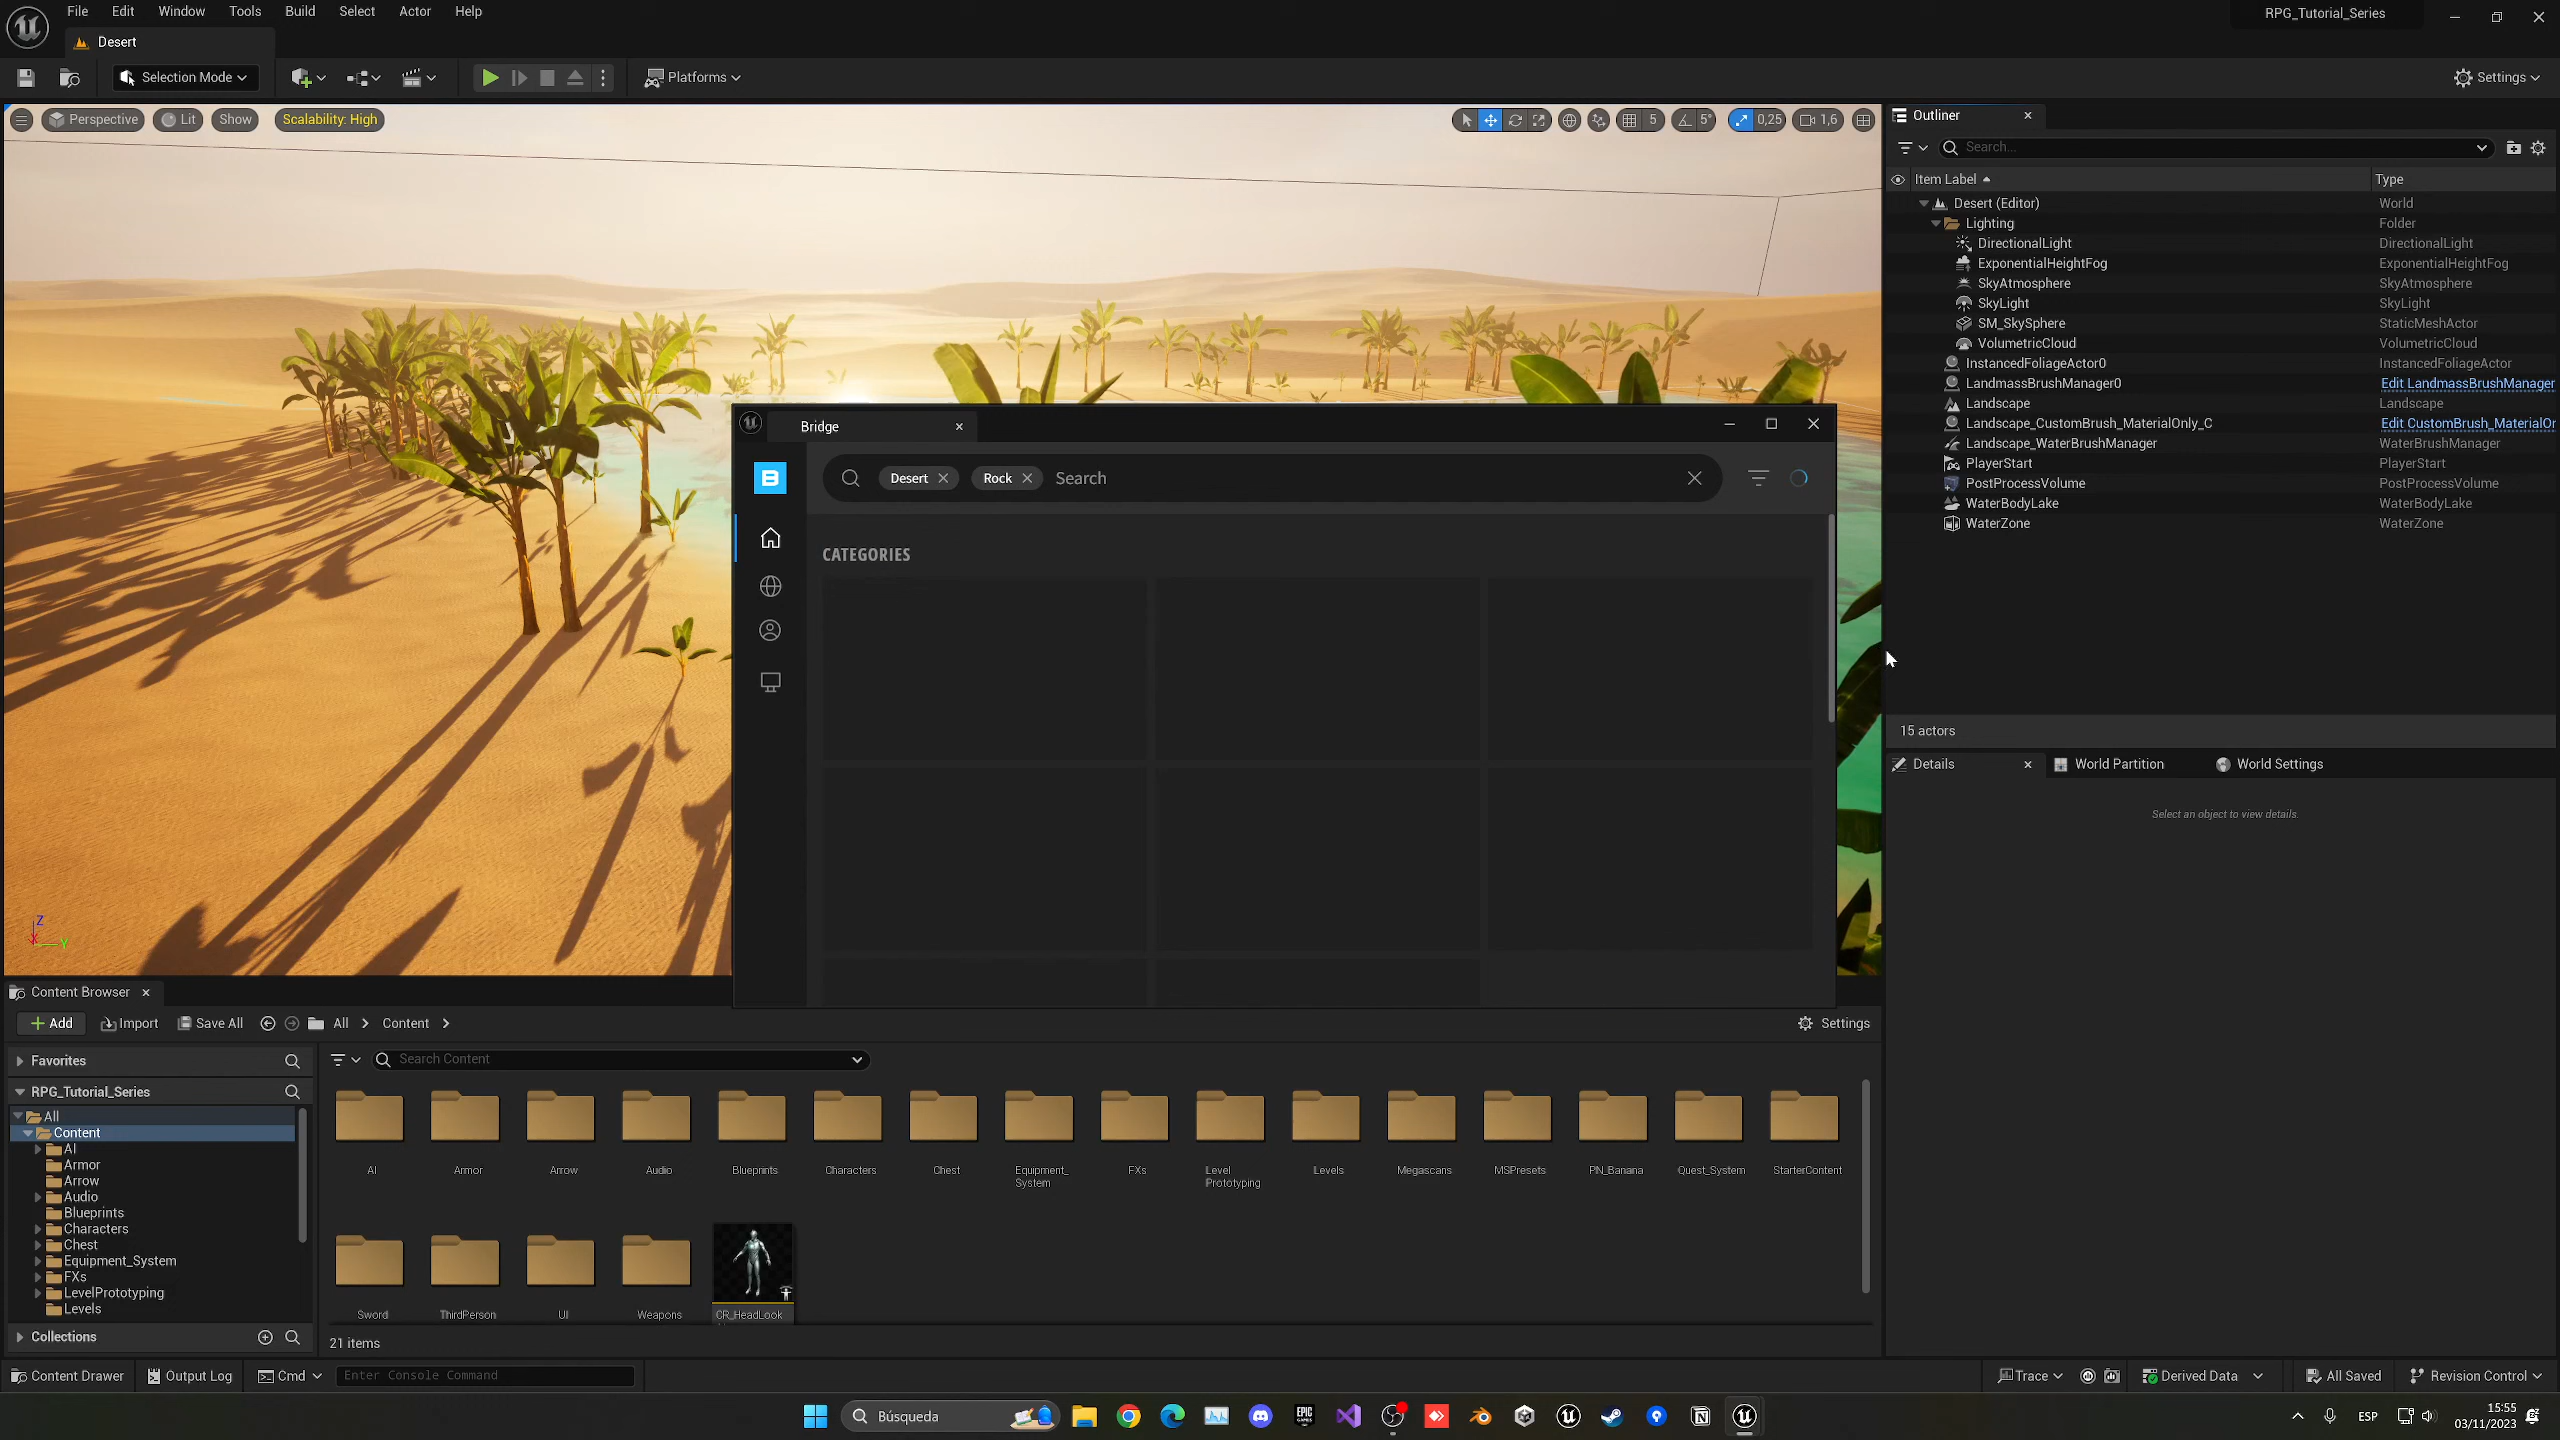 File Edit Window Tools Build Select Actor Help
RPG_Tutorial_Series
Desert
Selection Mode
Platforms
Settings
Perspective
Lit
Show
Scalability: High
5
5°
0,25
1,6
Outliner
Search...
Item Label
Type
Desert (Editor) World
Lighting Folder
DirectionalLight DirectionalLight
ExponentialHeightFog ExponentialHeightFog
SkyAtmosphere SkyAtmosphere
SkyLight SkyLight
SM_SkySphere StaticMeshActor
VolumetricCloud VolumetricCloud
InstancedFoliageActor0 InstancedFoliageActor
LandmassBrushManager0 Edit LandmassBrushManager
Landscape Landscape
Landscape_CustomBrush_MaterialOnly_C Edit CustomBrush_MaterialOr
Landscape_WaterBrushManager WaterBrushManager
PlayerStart PlayerStart
PostProcessVolume PostProcessVolume
WaterBodyLake WaterBodyLake
WaterZone WaterZone
15 actors
Details
World Partition
World Settings
Select an object to view details.
Bridge
Desert
Rock
Search
CATEGORIES
Z
X
Y
Content Browser
Add
Import
Save All
All
Content
Settings
Favorites
Search Content
RPG_Tutorial_Series
All
Content
AI
Armor
Arrow
Audio
Blueprints
Characters
Chest
Equipment_System
FXs
LevelPrototyping
Levels
Collections
AI
Armor
Arrow
Audio
Blueprints
Characters
Chest
Equipment_
System
FXs
Level
Prototyping
Levels
Megascans
MSPresets
PN_Banana
Quest_System
StarterContent
Sword
ThirdPerson
UI
Weapons
CR_HeadLook
21 items
Content Drawer
Output Log
Cmd
Enter Console Command
Trace
Derived Data
All Saved
Revision Control
Búsqueda
EPIC
GAMES
ESP
15:55
03/11/2023